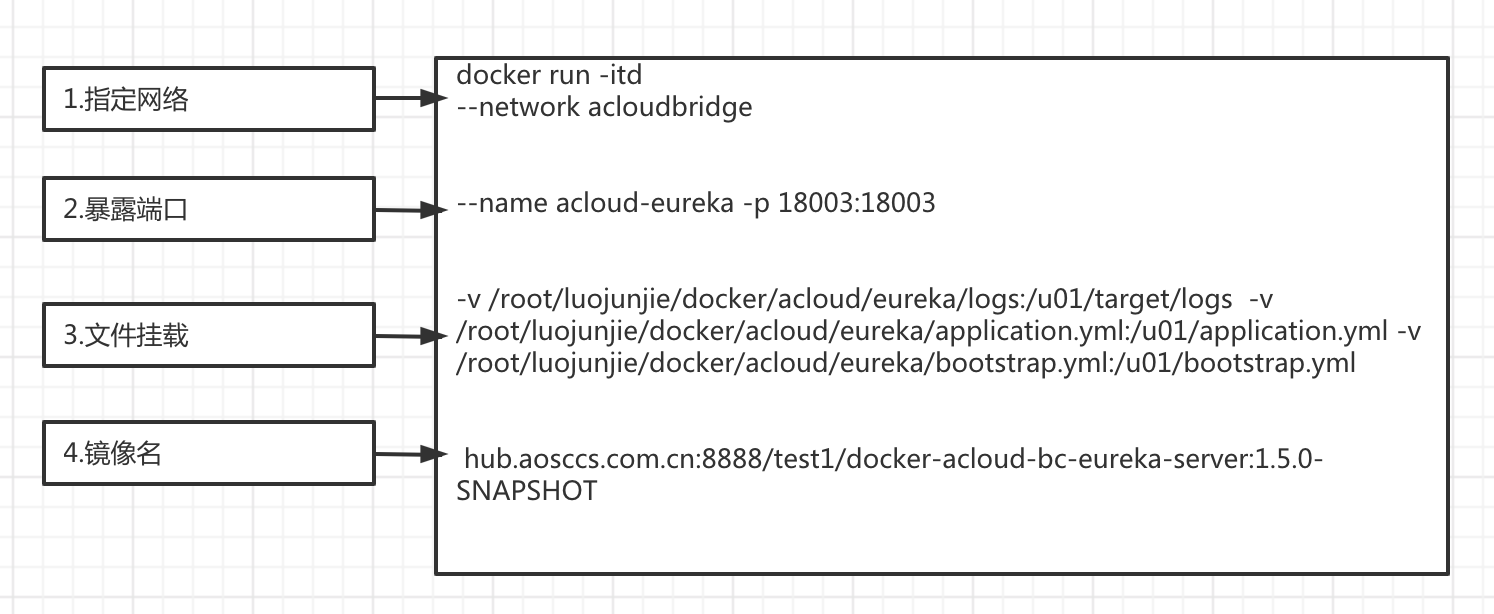 1.指定网络
docker run -itd
--network acloudbridge
2.暴露端口
--name acloud-eureka -p 18003:18003
3.文件挂载
-v /root/luojunjie/docker/acloud/eureka/logs:/u01/target/logs  -v
/root/luojunjie/docker/acloud/eureka/application.yml:/u01/application.yml -v
/root/luojunjie/docker/acloud/eureka/bootstrap.yml:/u01/bootstrap.yml
4.镜像名
hub.aosccs.com.cn:8888/test1/docker-acloud-bc-eureka-server:1.5.0-
SNAPSHOT